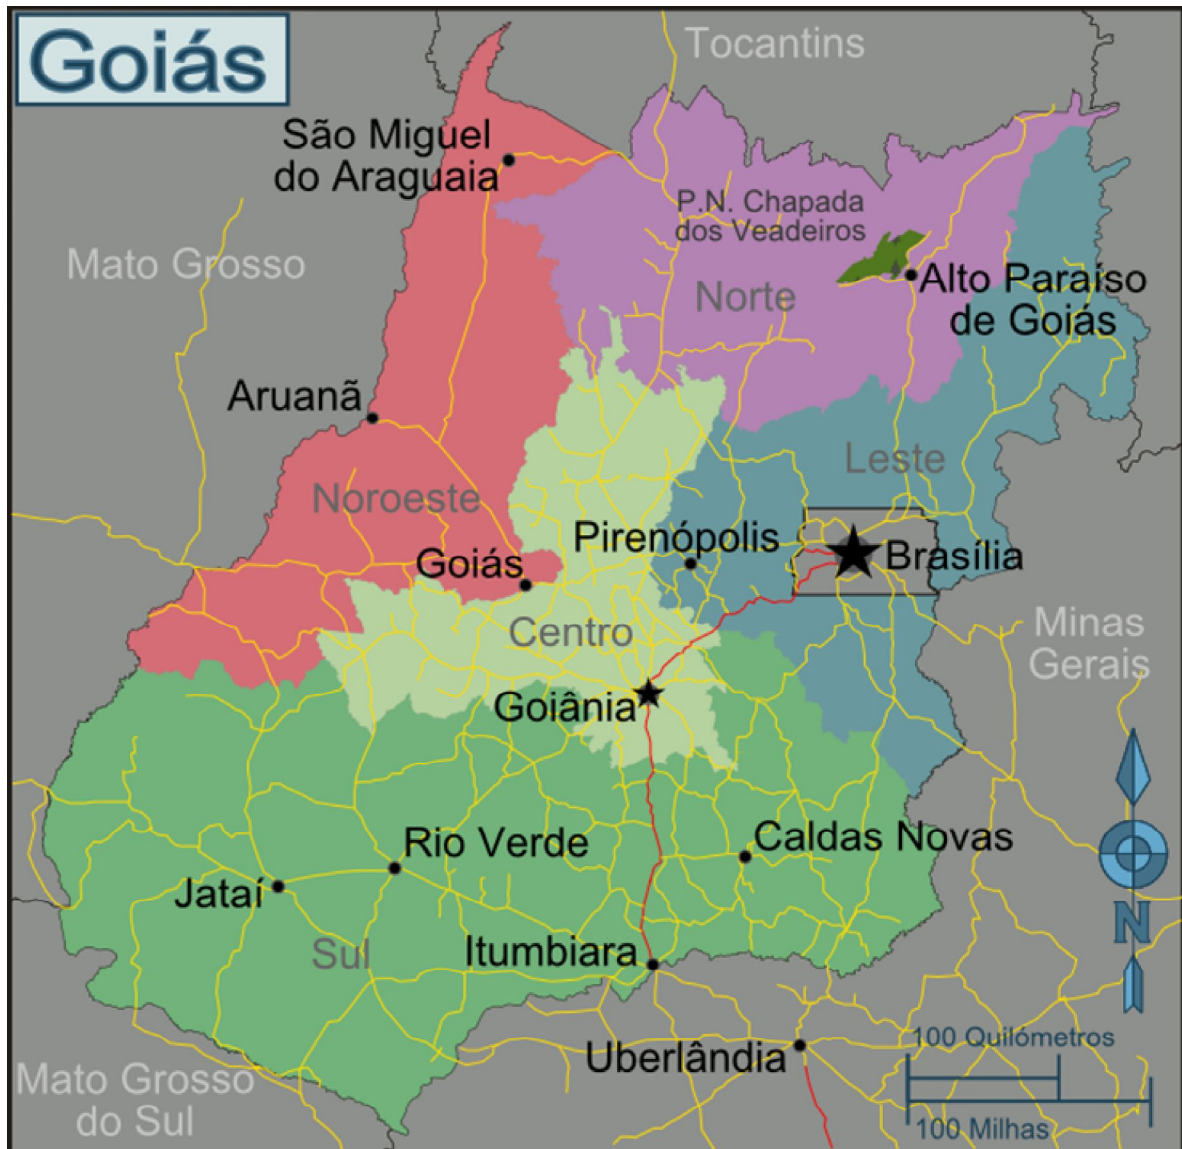 Goiás
Tocantins
São Miguel
do Araguaia
P.N. Chapada
dos Veadeiros
Mato Grosso
Norte
Alto Paraíso
de Goiás
Aruanã
Leste
Noroeste
Pirenópolis
Brasília
Goiás
Centro
Minas
Gerais
Goiânia
Rio Verde
Caldas Novas
Jataí
Sul
Itumbiara
N
100 Quilómetros
Uberlândia
Mato Grosso
do Sul
100 Milhas